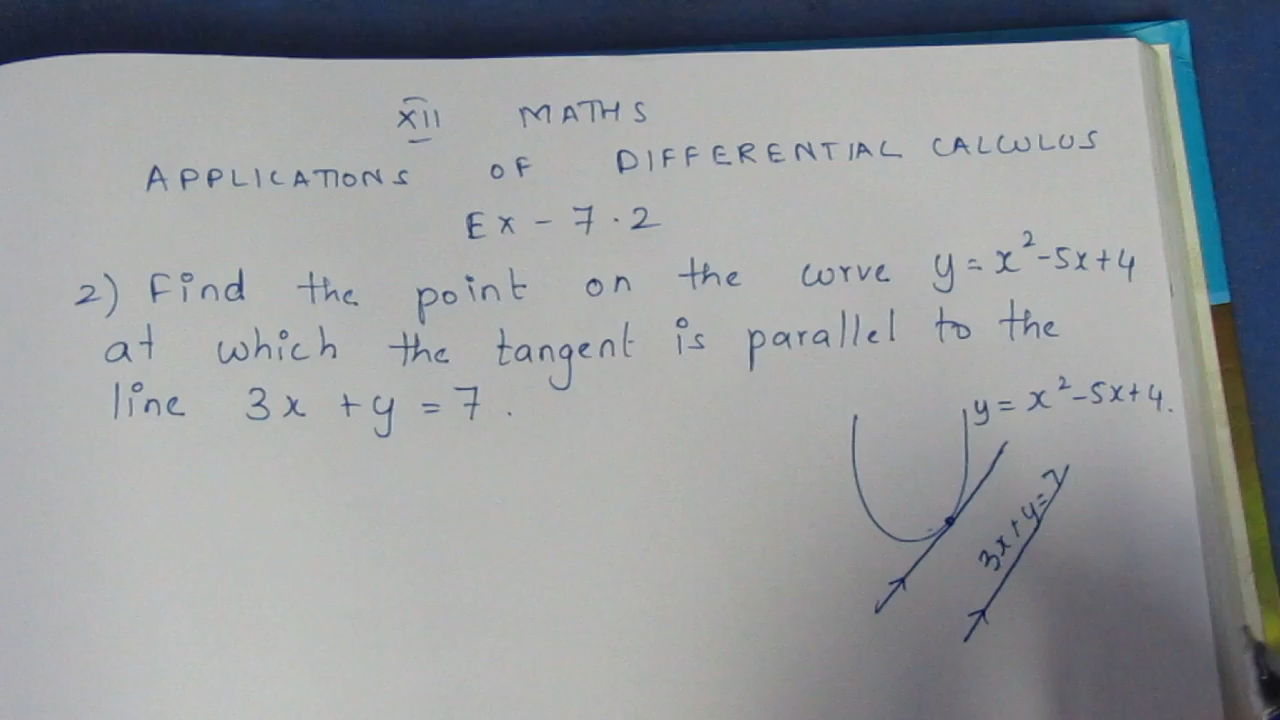 XII MATHS
APPLICATIONS OF DIFFERENTIAL CALCULUS
Ex - 7.2
2) Find the point on the curve y = x²-5x+4
at which the tangent is parallel to the
line 3x + y = 7.
y = x²-5x+4.
3x+y=7